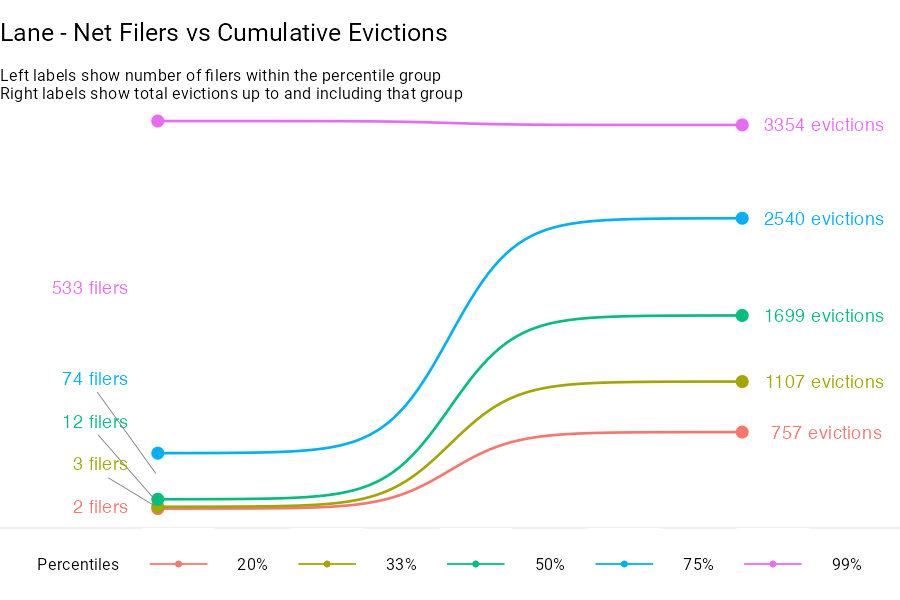 Lane - Net Filers vs Cumulative Evictions
Left labels show number of filers within the percentile group
Right labels show total evictions up to and including that group
3354 evictions
2540 evictions
533 filers
1699 evictions
74 filers
1107 evictions
12 filers
757 evictions
3 filers
2 filers
Percentiles 20% 33% 50% 75% 99%